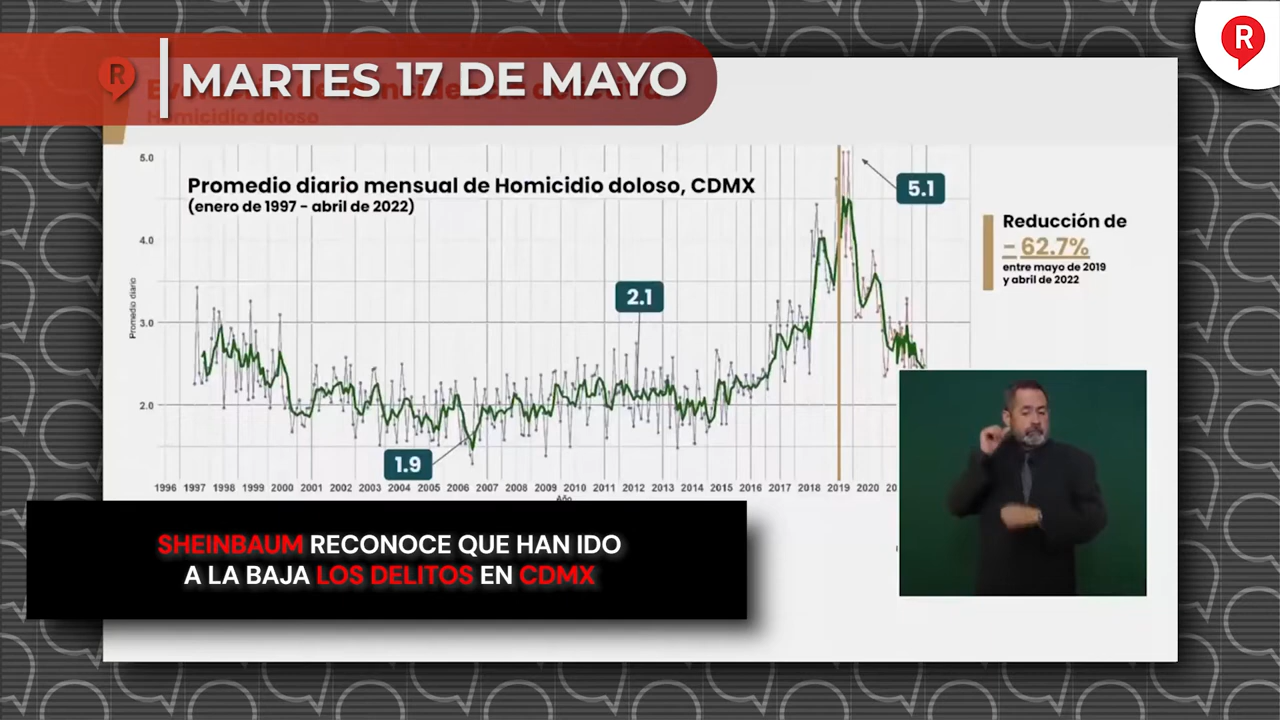 R
R
MARTES 17 DE MAYO
Homicidio doloso
5.0
Promedio diario mensual de Homicidio doloso, CDMX
(enero de 1997 - abril de 2022)
5.1
Reducción de
- 62.7%
entre mayo de 2019
y abril de 2022
4.0
2.1
Promedio diario
3.0
2.0
1.9
1996 1997 1998 1999 2000 2001 2002 2003 2004 2005 2006 2007 2008 2009 2010 2011 2012 2013 2014 2015 2016 2017 2018 2019 2020 20
Año
SHEINBAUM RECONOCE QUE HAN IDO
A LA BAJA LOS DELITOS EN CDMX